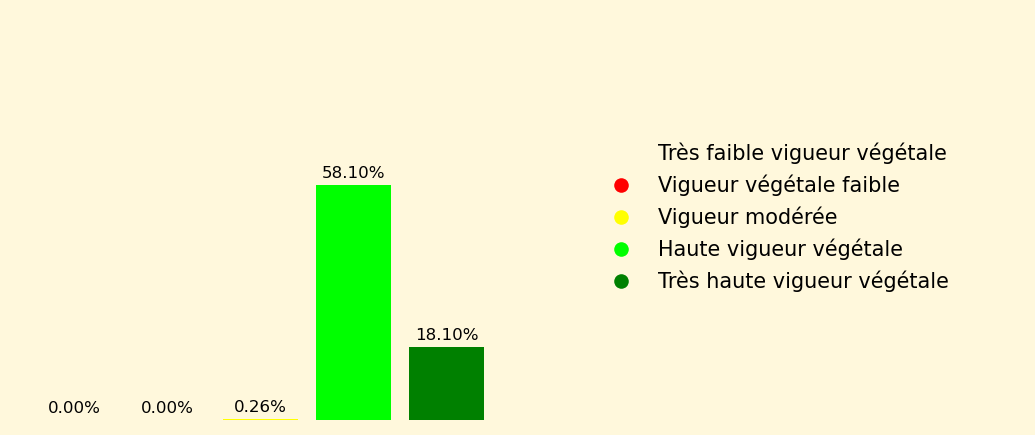 58.10%
18.10%
0.00%
0.00%
0.26%
Très faible vigueur végétale
Vigueur végétale faible
Vigueur modérée
Haute vigueur végétale
Très haute vigueur végétale